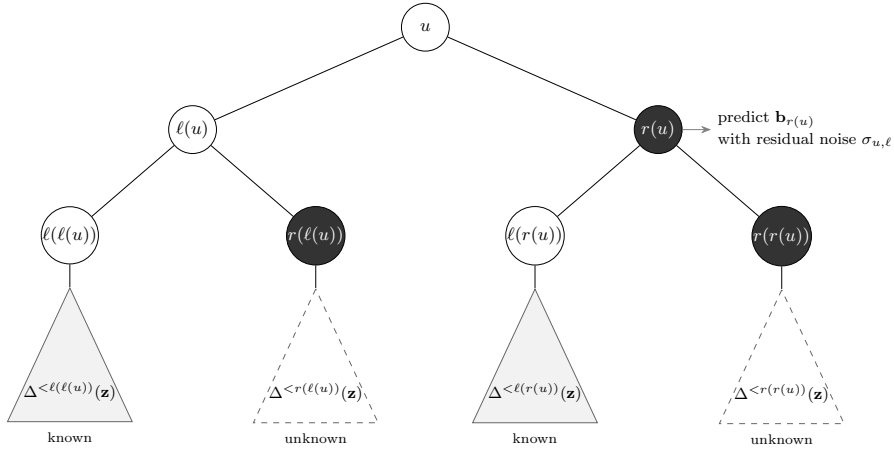 u
ℓ(u)
r(u)
predict b_{r(u)}
with residual noise σ_{u,ℓ}
ℓ(ℓ(u))
r(ℓ(u))
ℓ(r(u))
r(r(u))
Δ^{<ℓ(ℓ(u))}(z)
Δ^{<r(ℓ(u))}(z)
Δ^{<ℓ(r(u))}(z)
Δ^{<r(r(u))}(z)
known
unknown
known
unknown